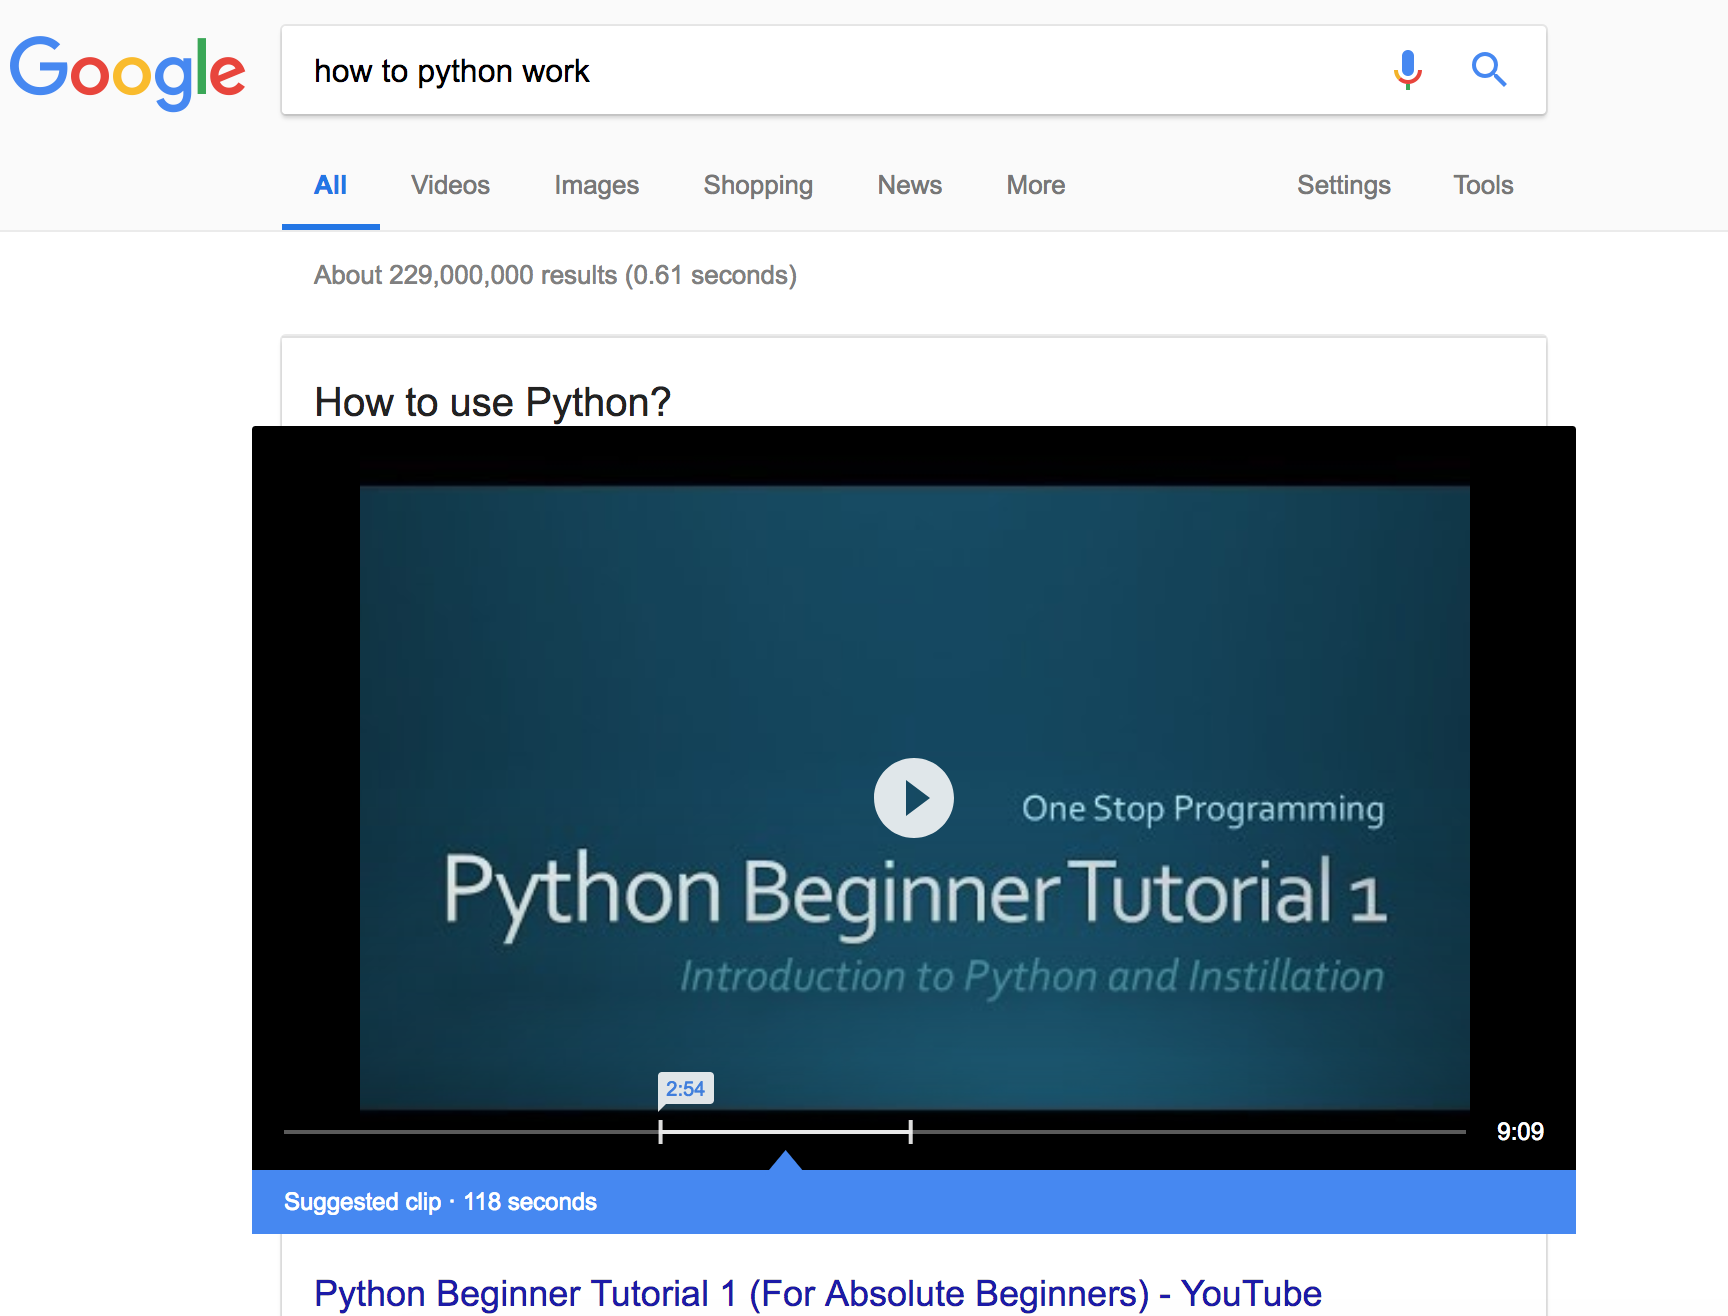 Google
how to python work
All Videos Images Shopping News More Settings Tools
About 229,000,000 results (0.61 seconds)
How to use Python?
One Stop Programming
Python Beginner Tutorial 1
Introduction to Python and Instillation
2:54
9:09
Suggested clip · 118 seconds
Python Beginner Tutorial 1 (For Absolute Beginners) - YouTube